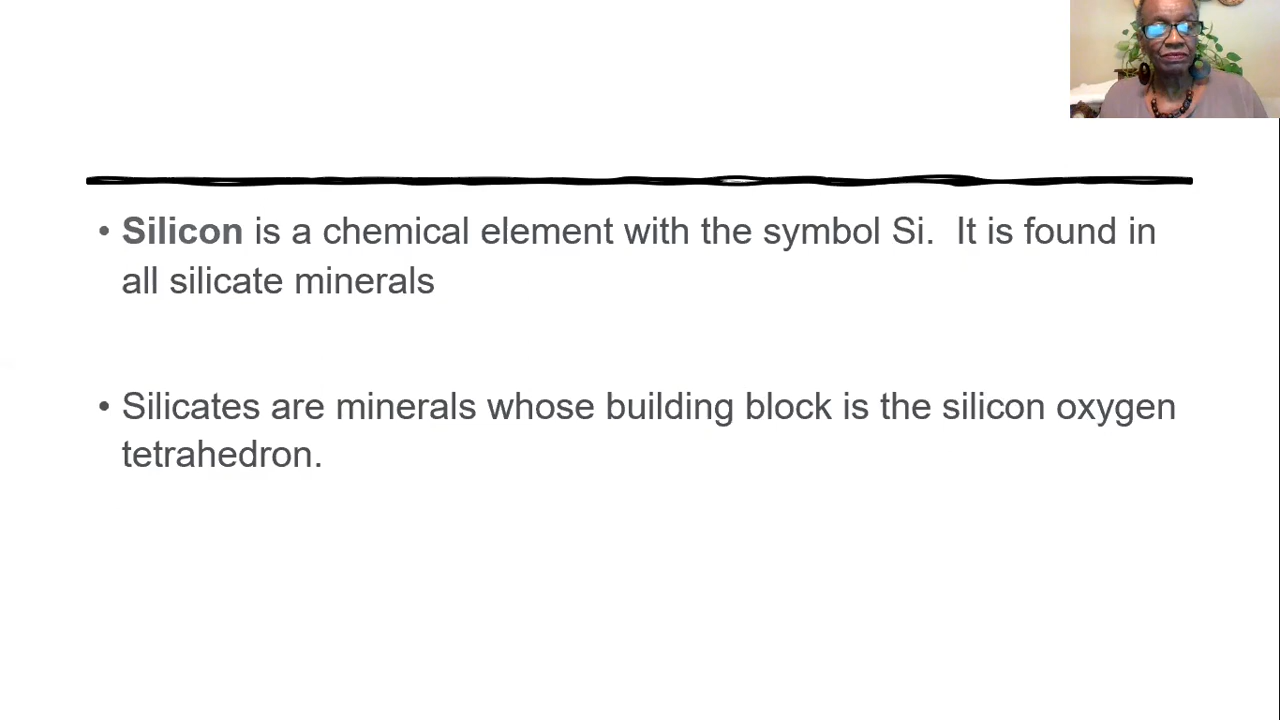 • Silicon is a chemical element with the symbol Si.  It is found in
all silicate minerals
• Silicates are minerals whose building block is the silicon oxygen
tetrahedron.